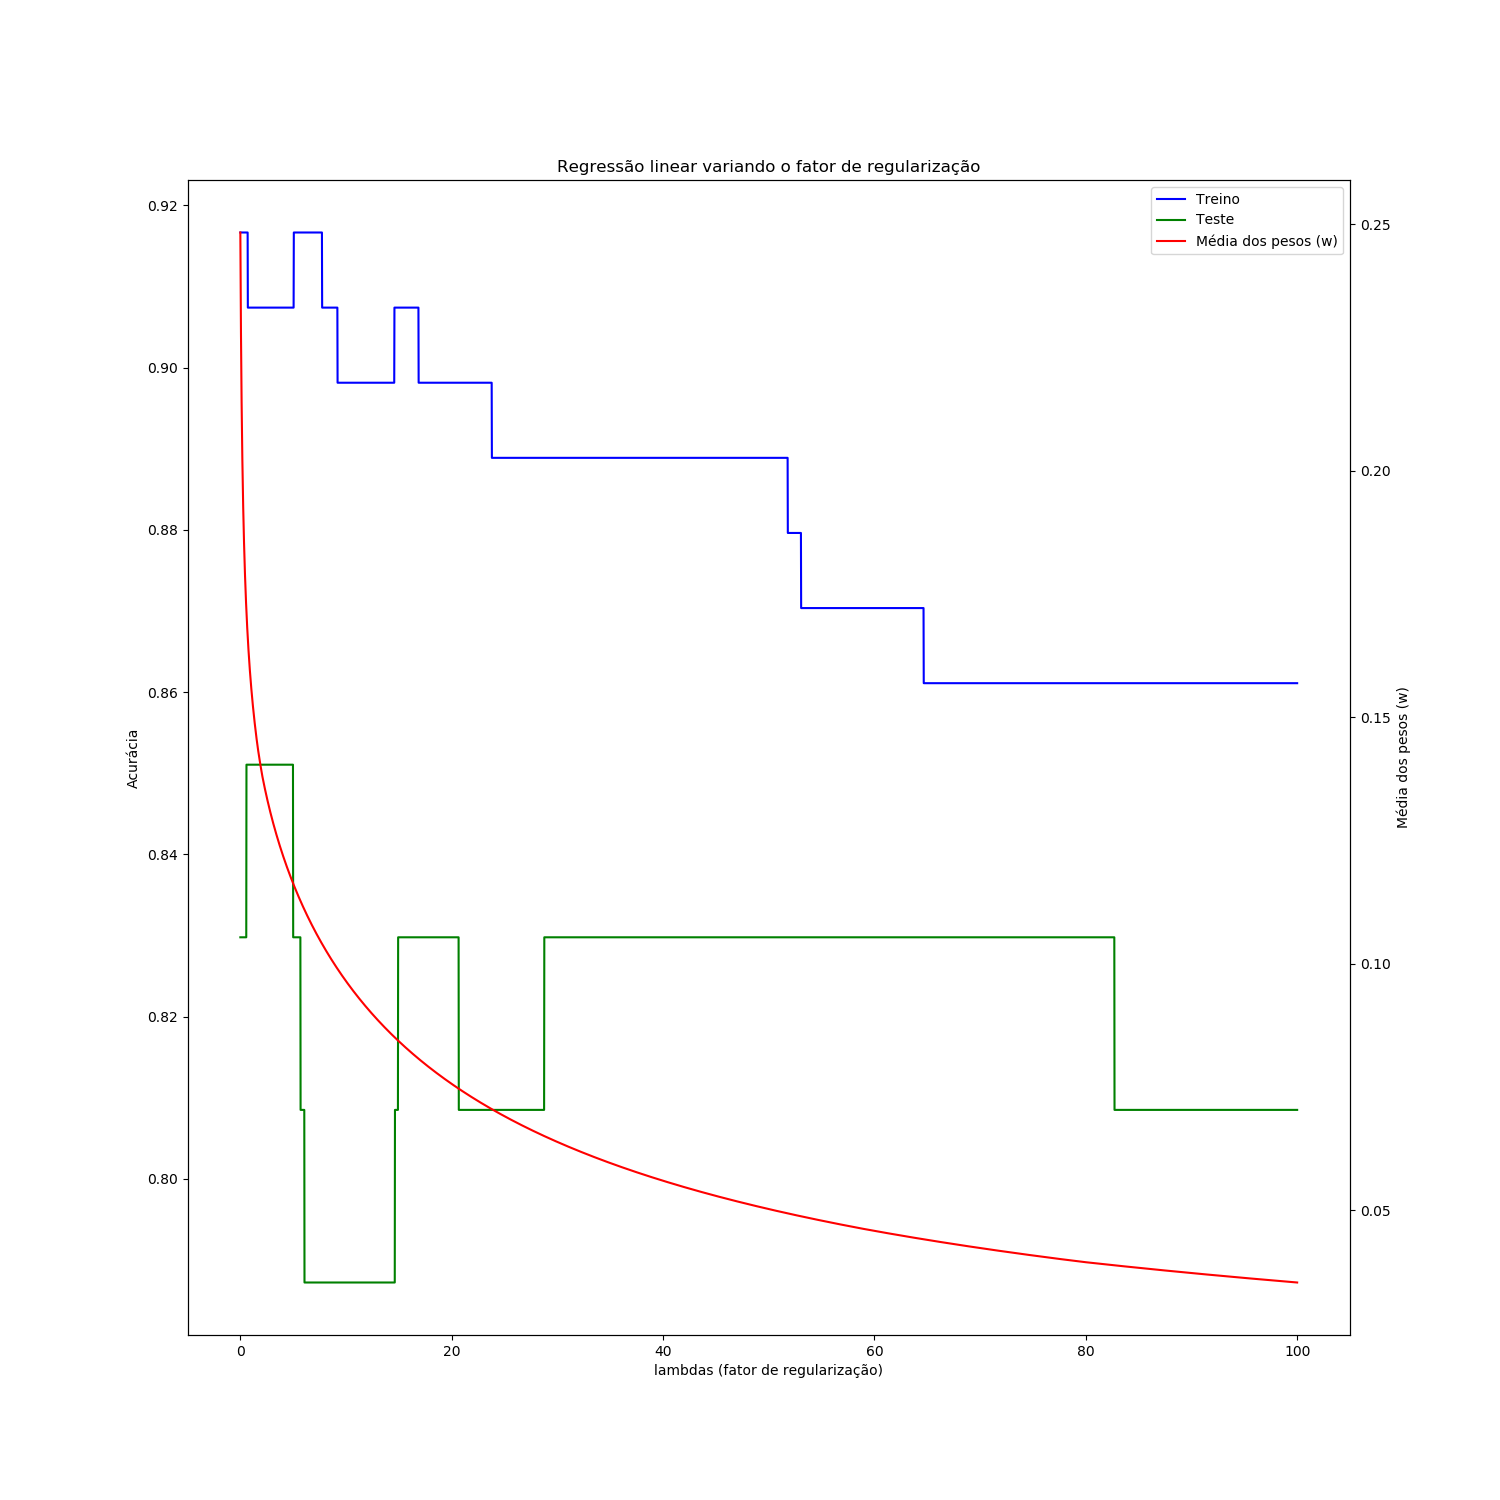 Regressão linear variando o fator de regularização
Treino
Teste
Média dos pesos (w)
0.92
0.90
0.88
0.86
0.84
0.82
0.80
Acurácia
0.25
0.20
0.15
0.10
0.05
Média dos pesos (w)
0 20 40 60 80 100
lambdas (fator de regularização)